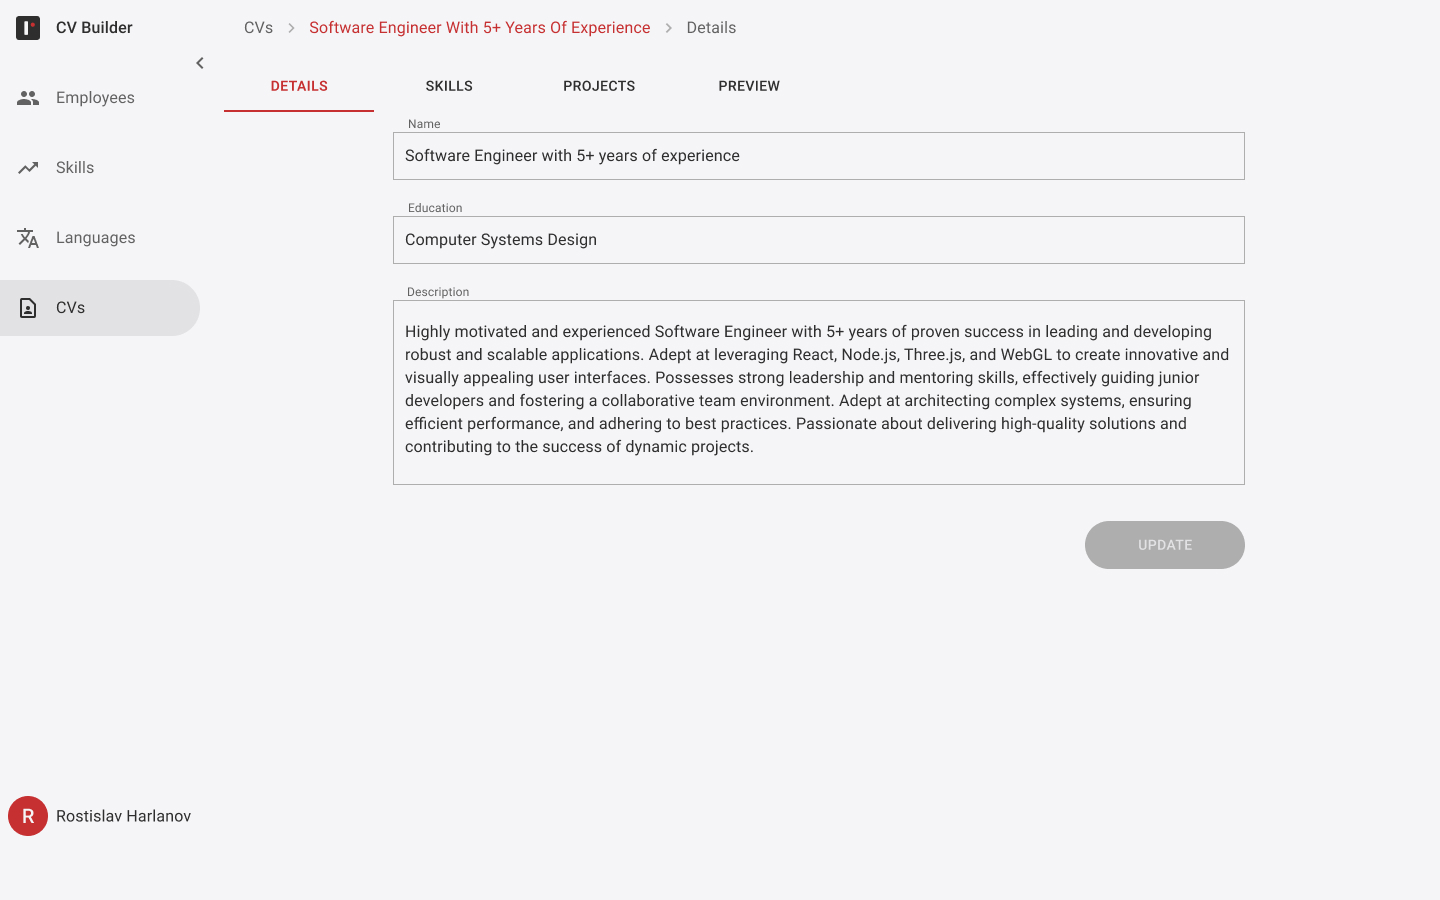 CV Builder
CVs
Software Engineer With 5+ Years Of Experience
Details
Employees
Skills
Languages
CVs
DETAILS
SKILLS
PROJECTS
PREVIEW
Name
Software Engineer with 5+ years of experience
Education
Computer Systems Design
Description
Highly motivated and experienced Software Engineer with 5+ years of proven success in leading and developing
robust and scalable applications. Adept at leveraging React, Node.js, Three.js, and WebGL to create innovative and
visually appealing user interfaces. Possesses strong leadership and mentoring skills, effectively guiding junior
developers and fostering a collaborative team environment. Adept at architecting complex systems, ensuring
efficient performance, and adhering to best practices. Passionate about delivering high-quality solutions and
contributing to the success of dynamic projects.
UPDATE
R
Rostislav Harlanov